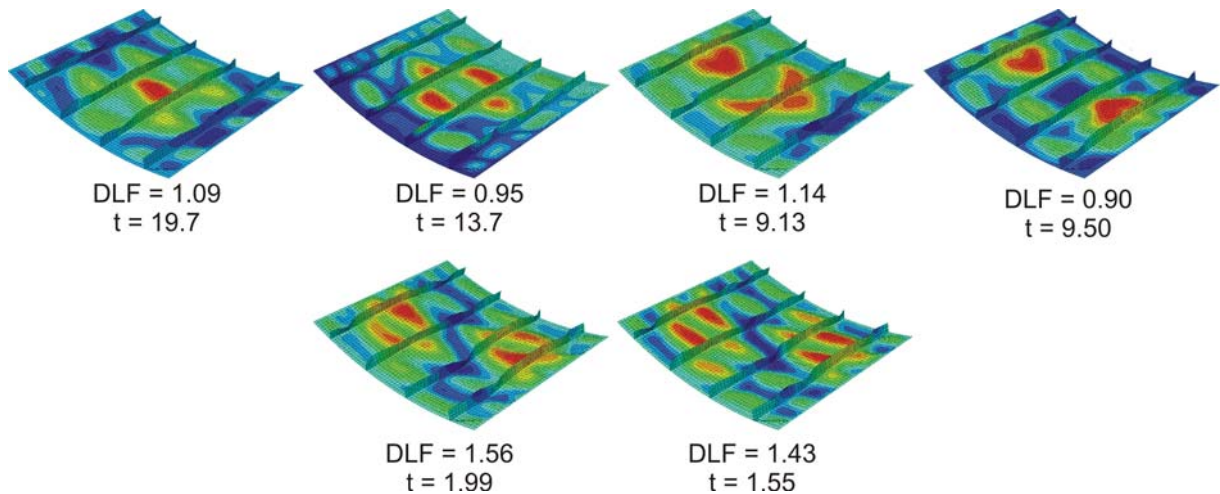 DLF = 1.09
t = 19.7
DLF = 0.95
t = 13.7
DLF = 1.14
t = 9.13
DLF = 0.90
t = 9.50
DLF = 1.56
t = 1.99
DLF = 1.43
t = 1.55